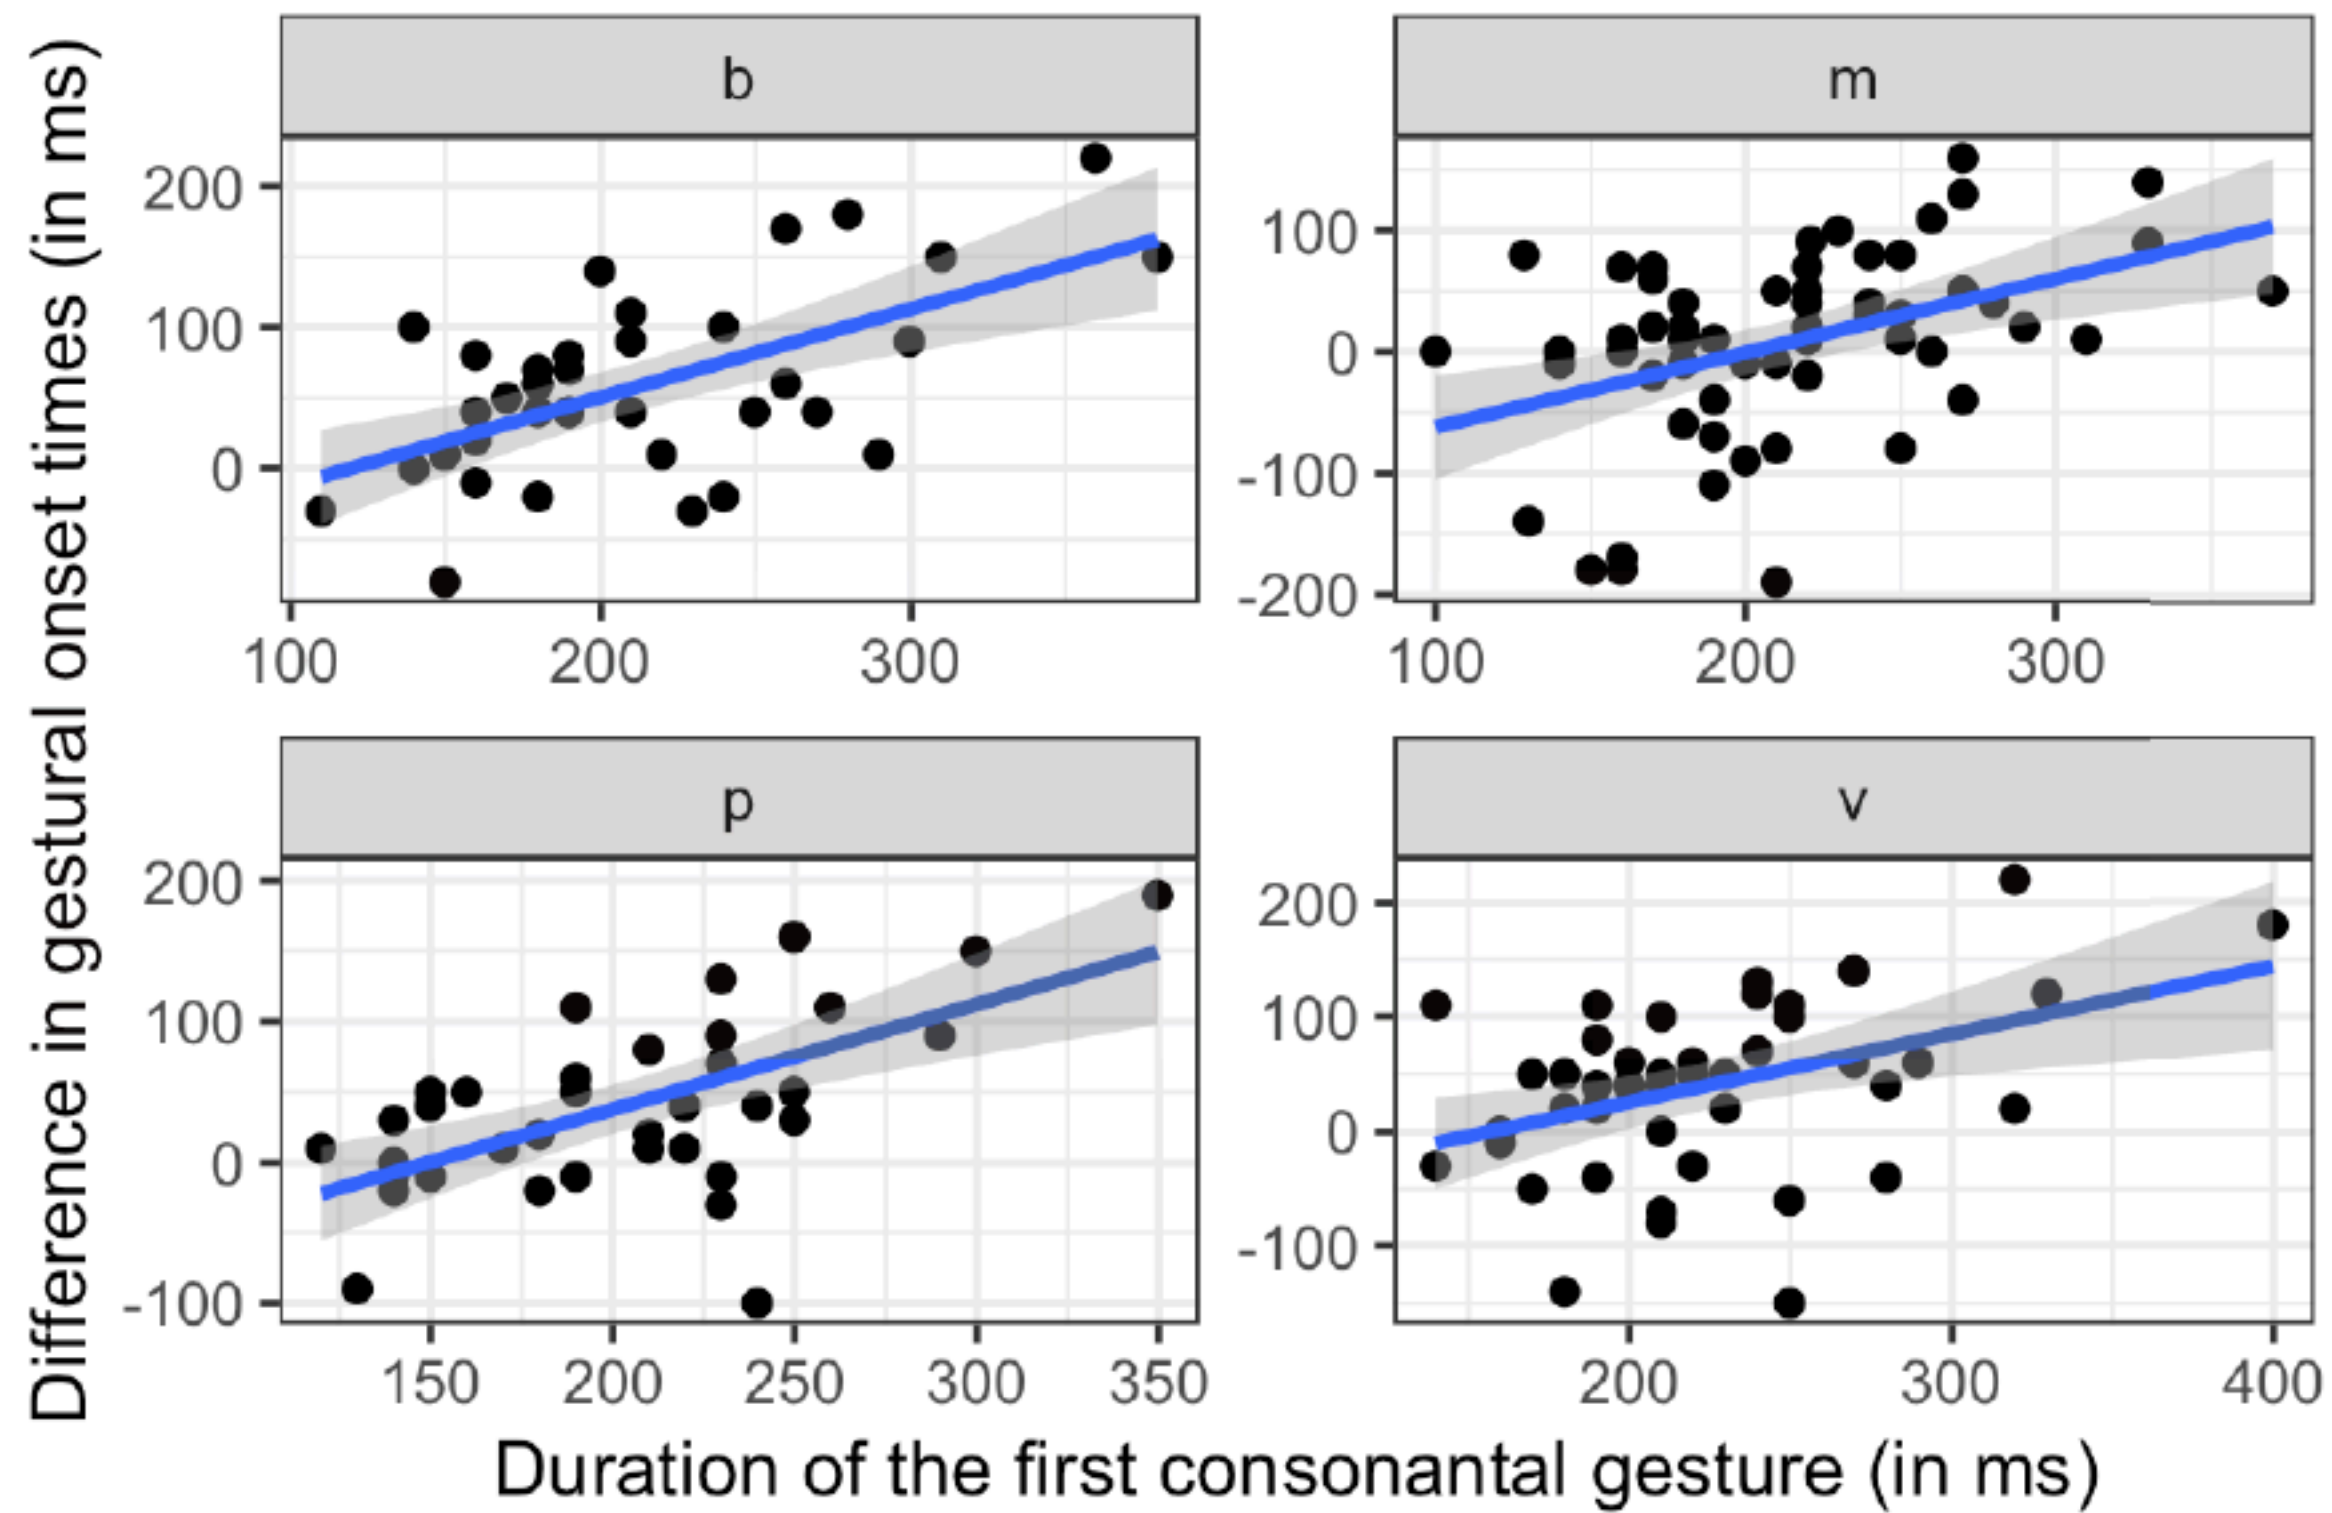 Difference in gestural onset times (in ms)
b
m
200
100
0
100
0
-100
-200
100 200 300
100 200 300
p
v
200
100
0
-100
200
100
0
-100
150 200 250 300 350
200 300 400
Duration of the first consonantal gesture (in ms)